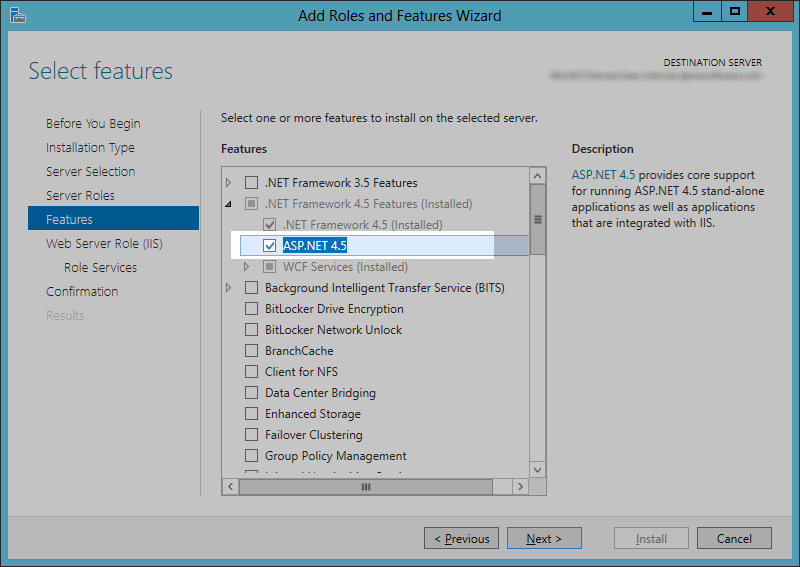 Add Roles and Features Wizard
Select features
DESTINATION SERVER
Before You Begin
Installation Type
Server Selection
Server Roles
Features
Web Server Role (IIS)
Role Services
Confirmation
Results
Select one or more features to install on the selected server.
Features
.NET Framework 3.5 Features
.NET Framework 4.5 Features (Installed)
.NET Framework 4.5 (Installed)
ASP.NET 4.5
WCF Services (Installed)
Background Intelligent Transfer Service (BITS)
BitLocker Drive Encryption
BitLocker Network Unlock
BranchCache
Client for NFS
Data Center Bridging
Enhanced Storage
Failover Clustering
Group Policy Management
Description
ASP.NET 4.5 provides core support
for running ASP.NET 4.5 stand-alone
applications as well as applications
that are integrated with IIS.
< Previous
Next >
Install
Cancel